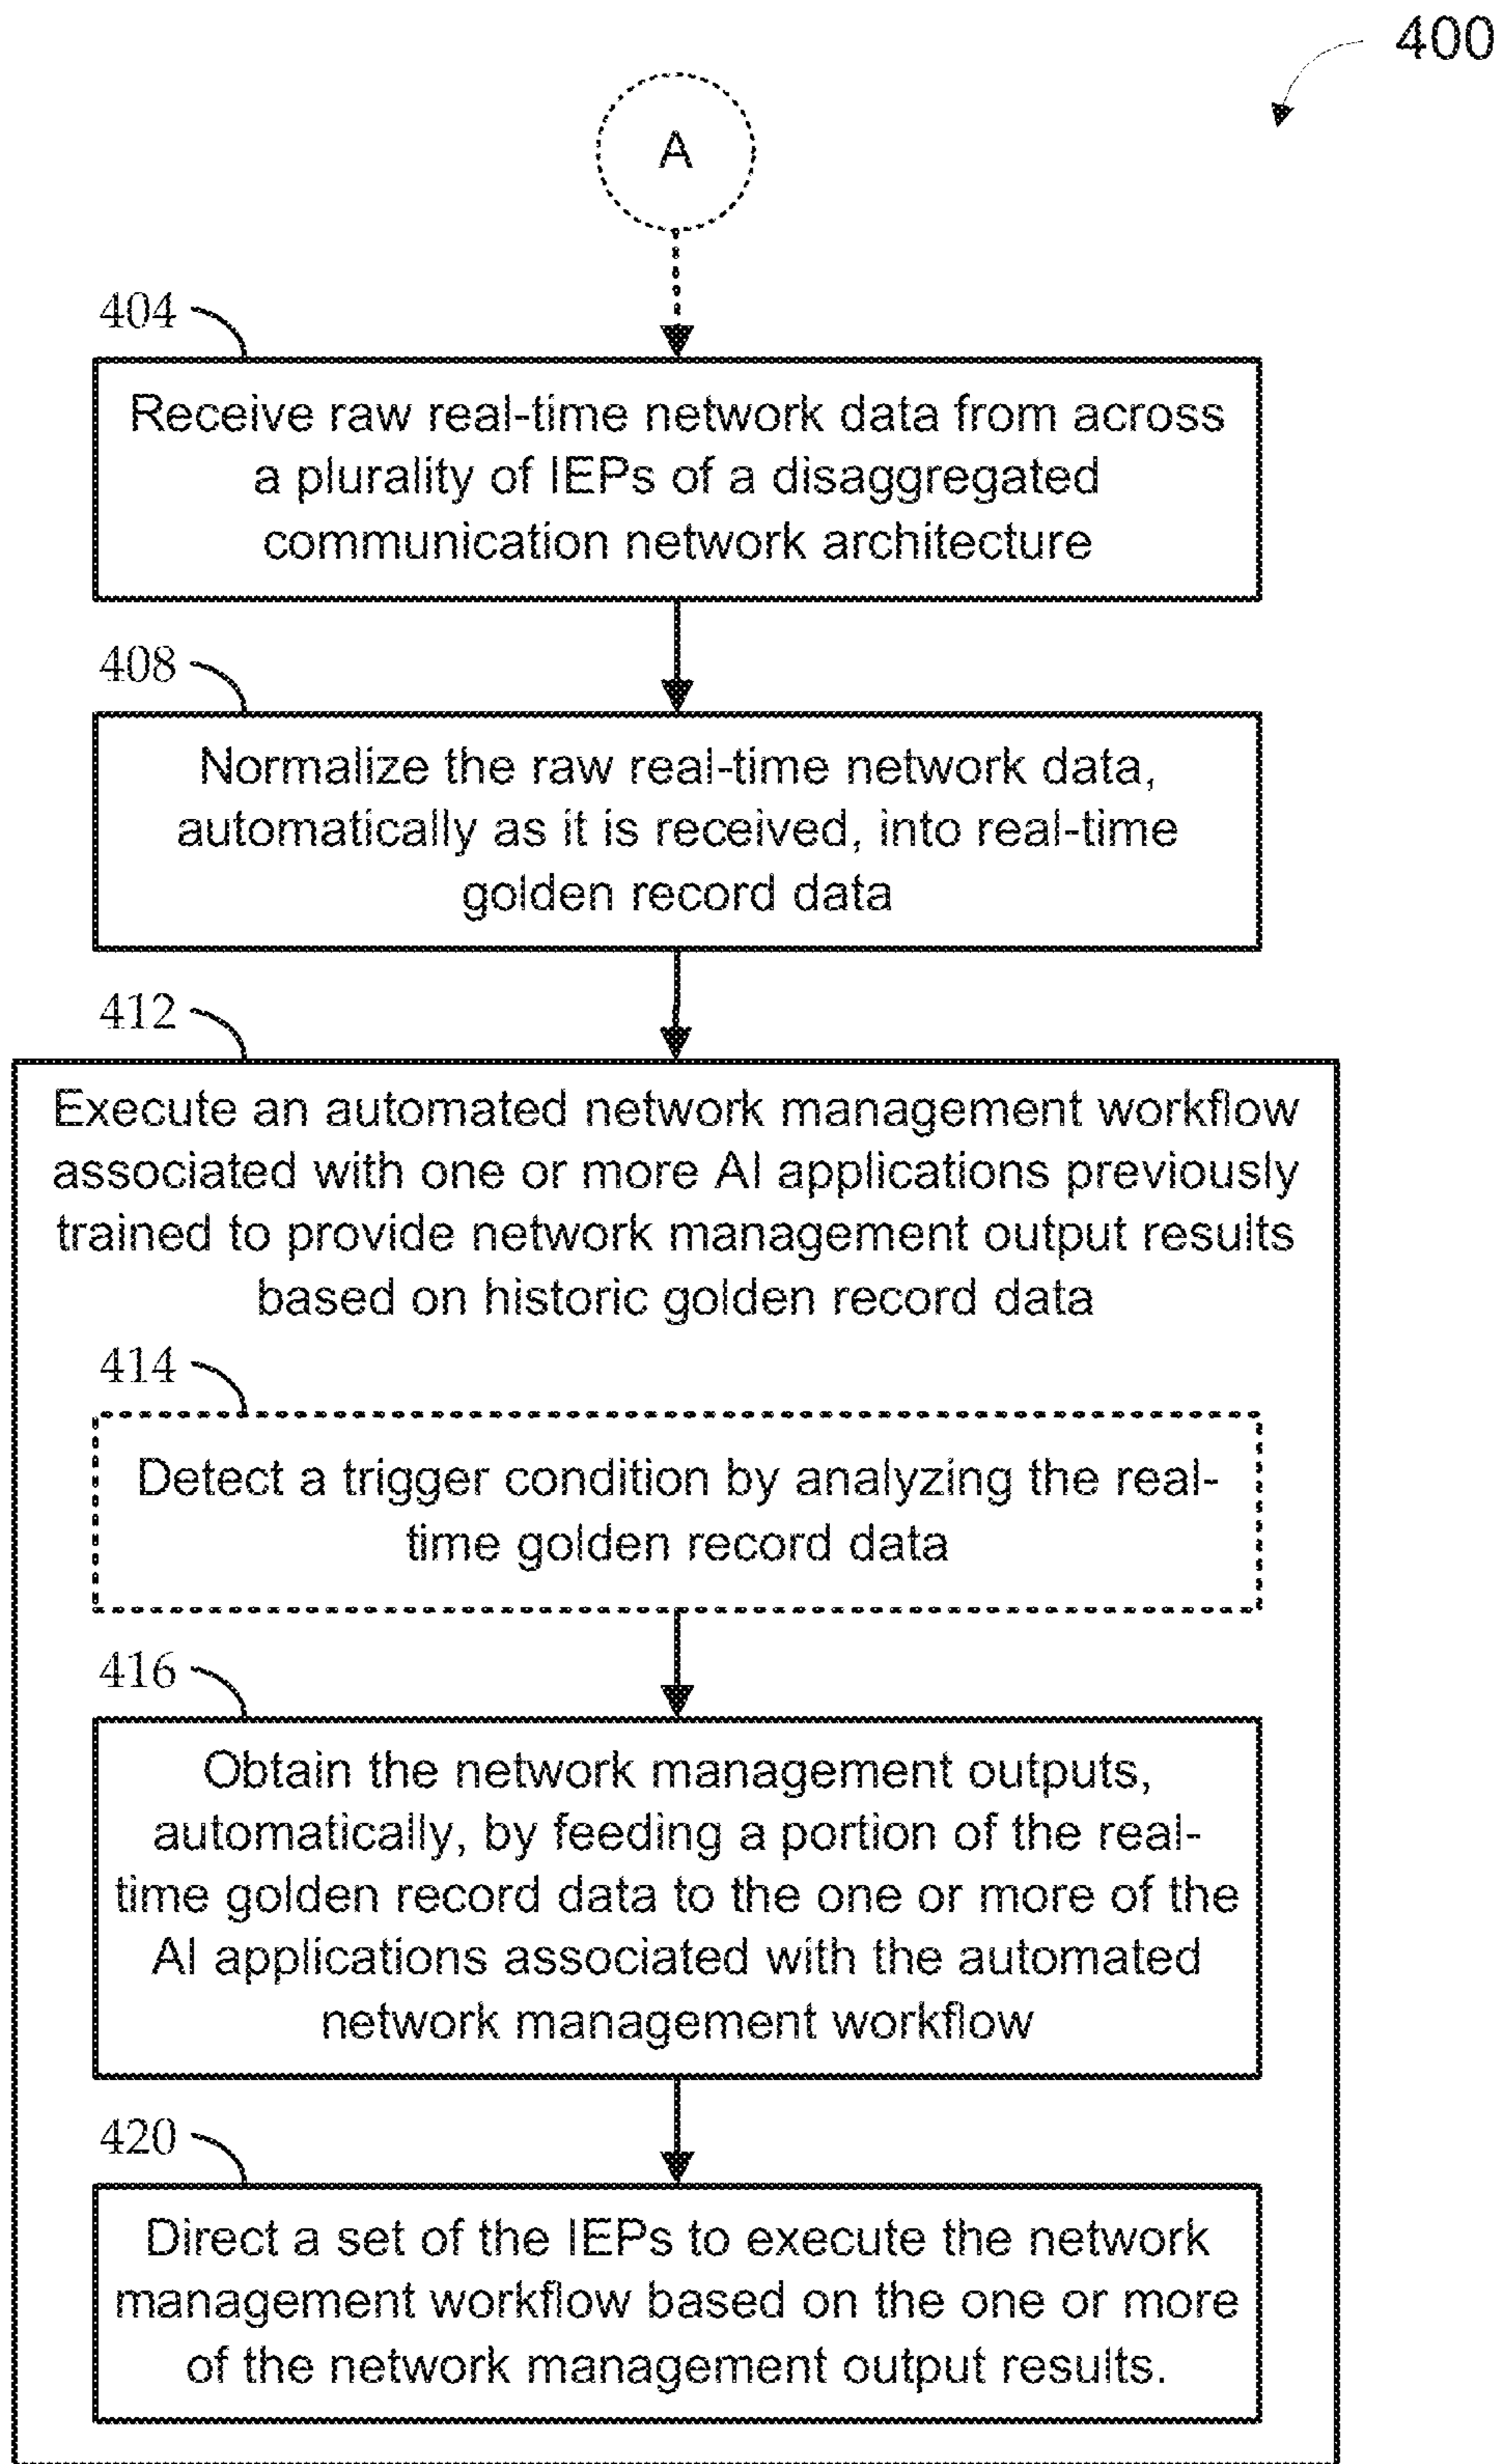 400
A
404
Receive raw real-time network data from across
a plurality of IEPs of a disaggregated
communication network architecture
408
Normalize the raw real-time network data,
automatically as it is received, into real-time
golden record data
412
Execute an automated network management workflow
associated with one or more AI applications previously
trained to provide network management output results
based on historic golden record data
414
Detect a trigger condition by analyzing the real-
time golden record data
416
Obtain the network management outputs,
automatically, by feeding a portion of the real-
time golden record data to the one or more of the
AI applications associated with the automated
network management workflow
420
Direct a set of the IEPs to execute the network
management workflow based on the one or more
of the network management output results.